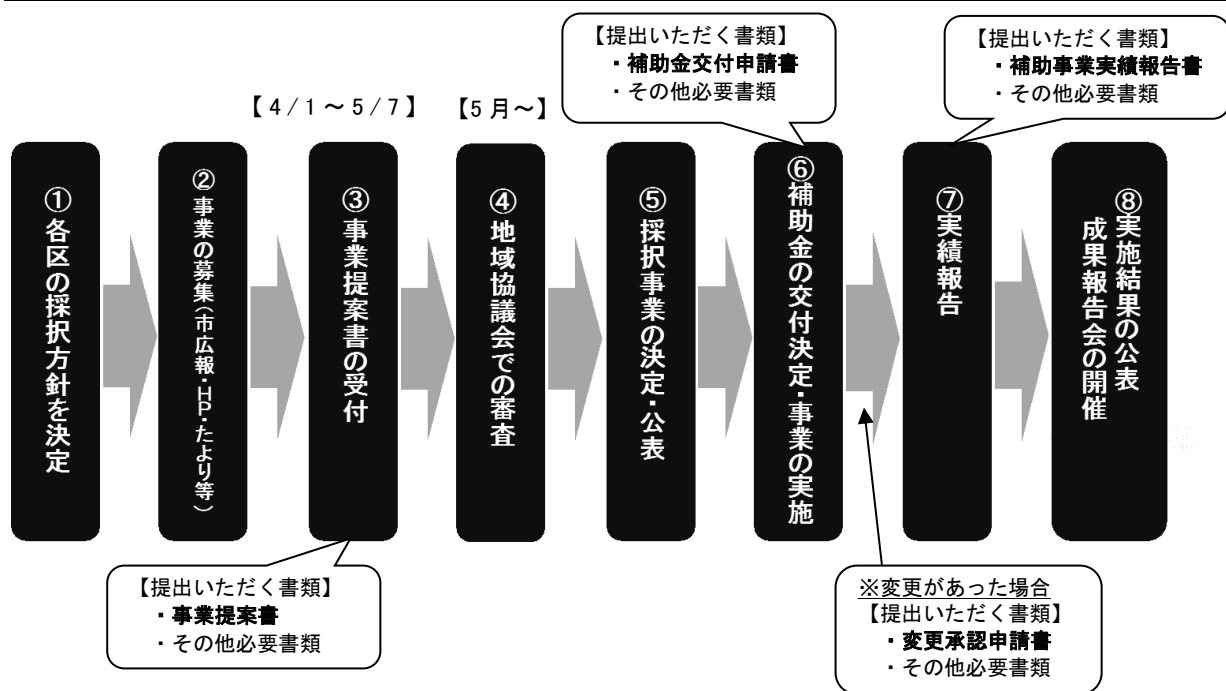 【提出いただく書類】
・補助金交付申請書
・その他必要書類
【提出いただく書類】
・補助事業実績報告書
・その他必要書類
【4/1～5/7】
【5月～】
①各区の採択方針を決定
②事業の募集(市広報・HP・たより等)
③事業提案書の受付
④地域協議会での審査
⑤採択事業の決定・公表
⑥補助金の交付決定・事業の実施
⑦実績報告
⑧実施結果の公表
成果報告会の開催
【提出いただく書類】
・事業提案書
・その他必要書類
※変更があった場合
【提出いただく書類】
・変更承認申請書
・その他必要書類